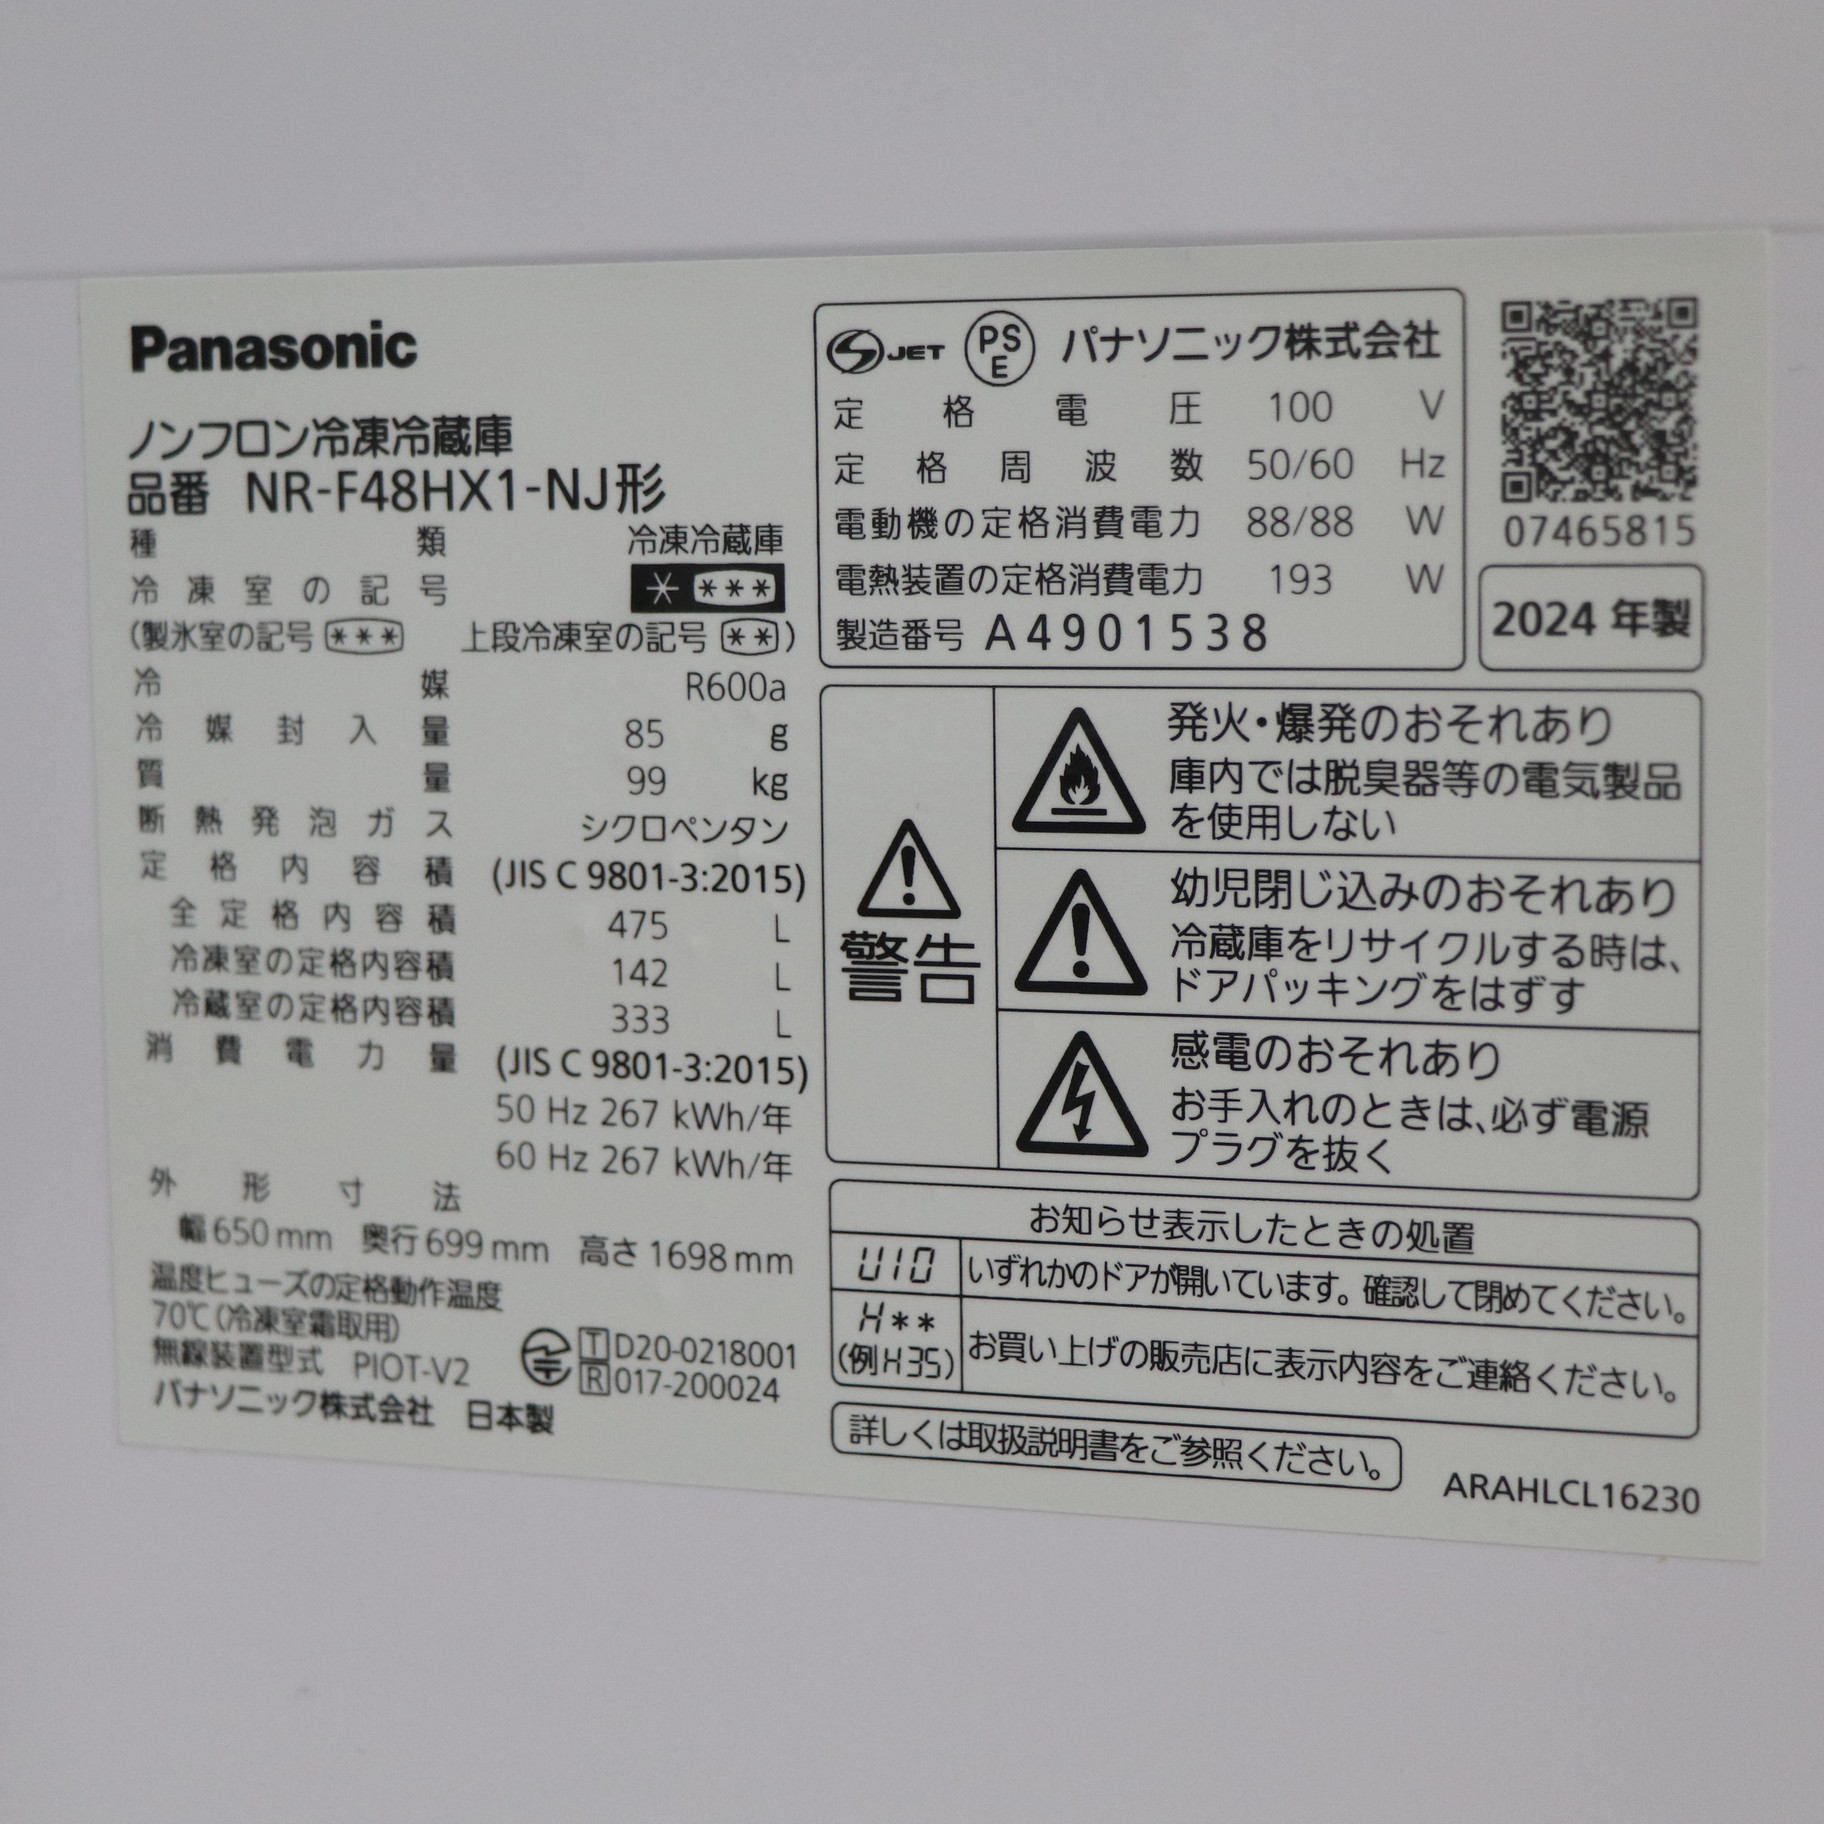 Panasonic
ノンフロン冷凍冷蔵庫
品番 NR-F48HX1-NJ形
種類 冷凍冷蔵庫
冷凍室の記号 * ***
(製氷室の記号 *** 上段冷凍室の記号 **)
冷媒 R600a
冷媒封入量 85 g
質量 99 kg
断熱発泡ガス シクロペンタン
定格内容積 (JIS C 9801-3:2015)
全定格内容積 475 L
冷凍室の定格内容積 142 L
冷蔵室の定格内容積 333 L
消費電力量 (JIS C 9801-3:2015)
50 Hz 267 kWh/年
60 Hz 267 kWh/年
外形寸法
幅 650 mm 奥行 699 mm 高さ 1698 mm
温度ヒューズの定格動作温度
70℃(冷凍室霜取用)
無線装置型式 PIOT-V2
T D20-0218001
R 017-200024
パナソニック株式会社 日本製
JET PSE パナソニック株式会社
定格電圧 100 V
定格周波数 50/60 Hz
電動機の定格消費電力 88/88 W
電熱装置の定格消費電力 193 W
製造番号 A4901538
07465815
2024 年製
警告
発火・爆発のおそれあり
庫内では脱臭器等の電気製品
を使用しない
幼児閉じ込みのおそれあり
冷蔵庫をリサイクルする時は、
ドアパッキングをはずす
感電のおそれあり
お手入れのときは、必ず電源
プラグを抜く
お知らせ表示したときの処置
U10 いずれかのドアが開いています。確認して閉めてください。
H**
(例H35) お買い上げの販売店に表示内容をご連絡ください。
詳しくは取扱説明書をご参照ください。
ARAHLCL16230